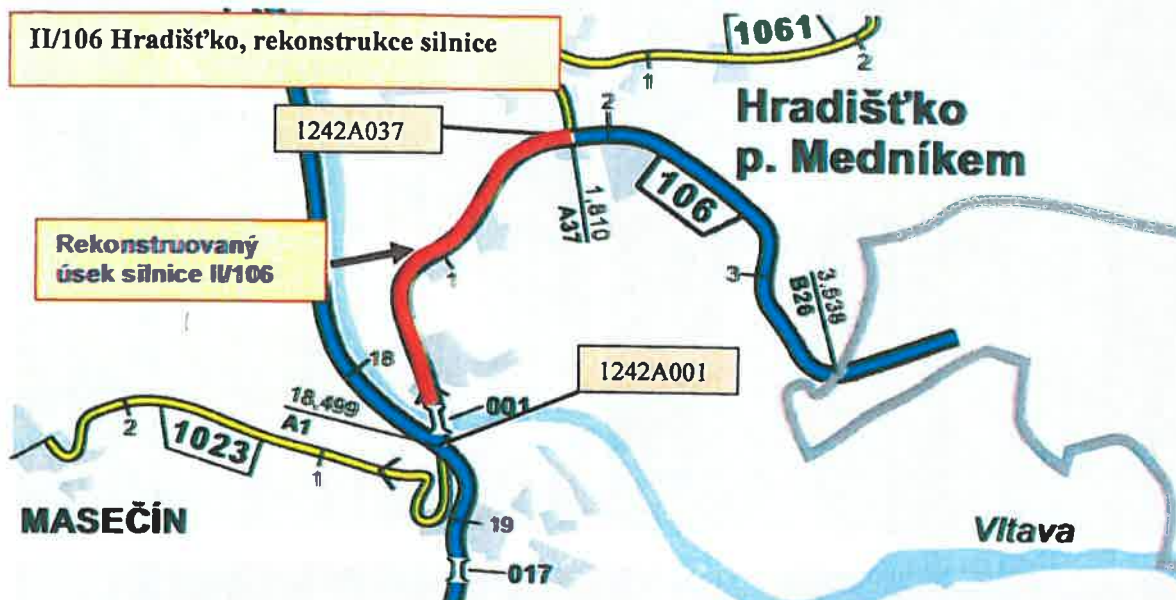 II/106 Hradišťko, rekonstrukce silnice
1061
1
2
1242A037
2
Hradišťko
p. Medníkem
106
1,810
A37
Rekonstruovaný
úsek silnice II/106
1
3
3,838
B26
18
1242A001
18,499
A1
001
2
1023
1
MASEČÍN
19
Vltava
017